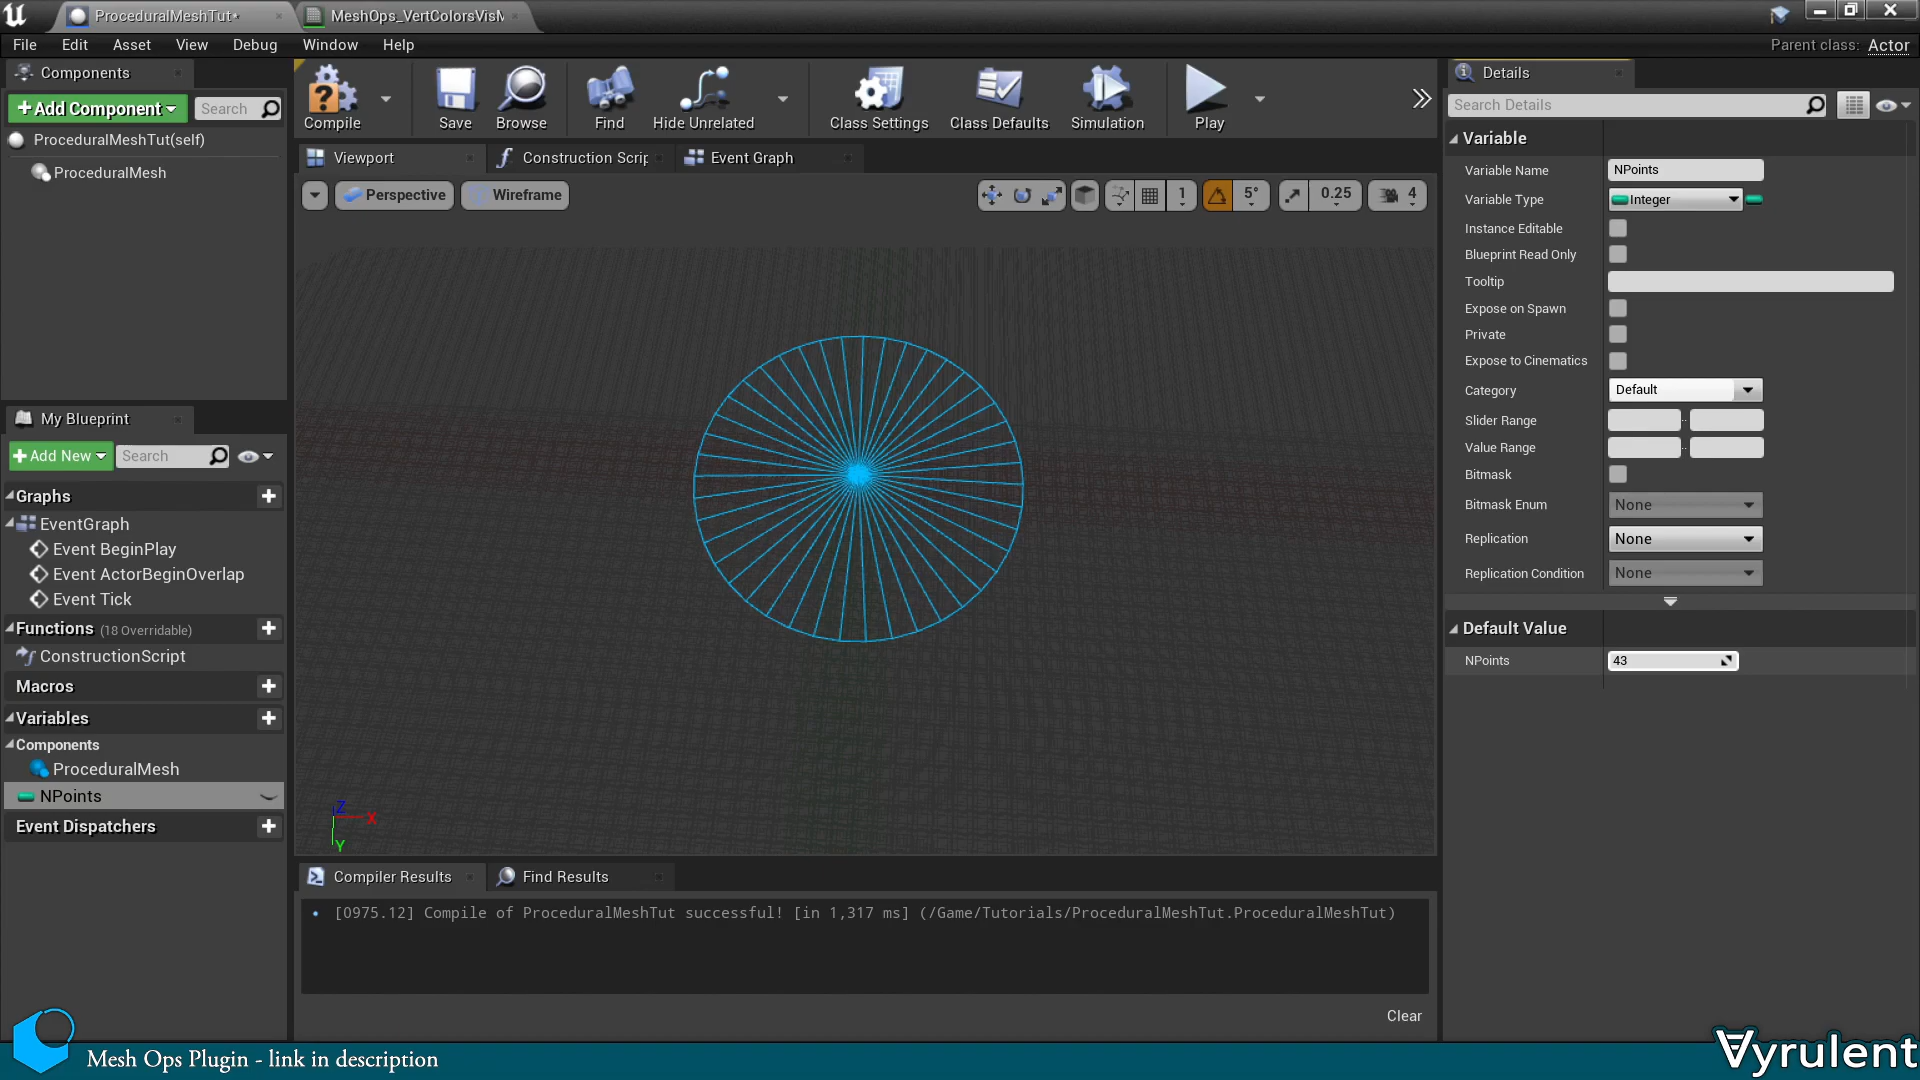 ProceduralMeshTut•
MeshOps_VertColorsVisM
File Edit Asset View Debug Window Help
Parent class: Actor
Components
Add Component
Search
ProceduralMeshTut(self)
ProceduralMesh
Compile
Save
Browse
Find
Hide Unrelated
Class Settings
Class Defaults
Simulation
Play
Viewport
Construction Scrip
Event Graph
Perspective
Wireframe
1
5°
0.25
4
Z
X
Y
My Blueprint
Add New
Search
Graphs
EventGraph
Event BeginPlay
Event ActorBeginOverlap
Event Tick
Functions (18 Overridable)
ConstructionScript
Macros
Variables
Components
ProceduralMesh
NPoints
Event Dispatchers
Compiler Results
Find Results
[0975.12] Compile of ProceduralMeshTut successful! [in 1,317 ms] (/Game/Tutorials/ProceduralMeshTut.ProceduralMeshTut)
Clear
Details
Search Details
Variable
Variable Name NPoints
Variable Type Integer
Instance Editable
Blueprint Read Only
Tooltip
Expose on Spawn
Private
Expose to Cinematics
Category Default
Slider Range
Value Range
Bitmask
Bitmask Enum None
Replication None
Replication Condition None
Default Value
NPoints 43
Mesh Ops Plugin - link in description
Vyrulent